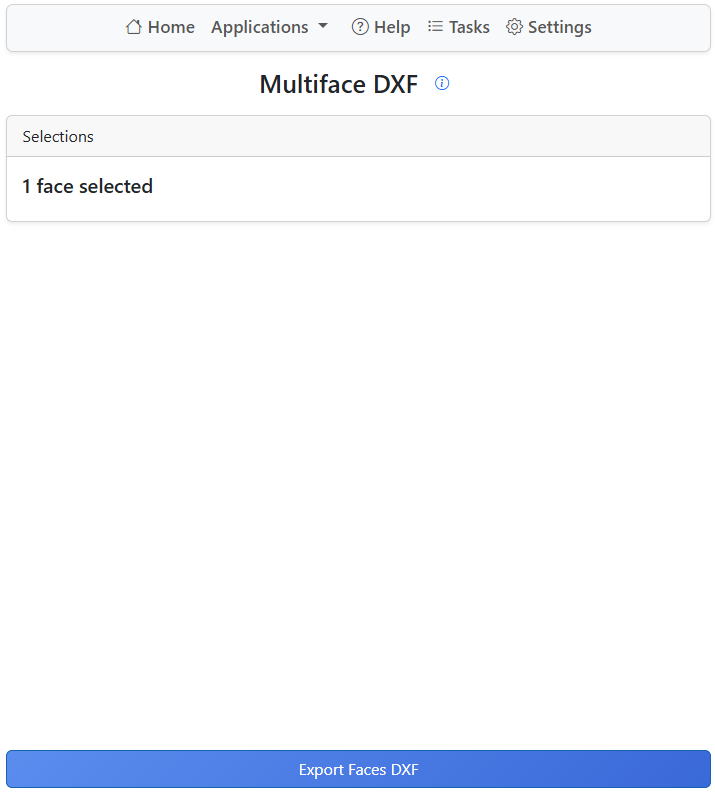 Home Applications Help Tasks Settings
Multiface DXF
Selections
1 face selected
Export Faces DXF